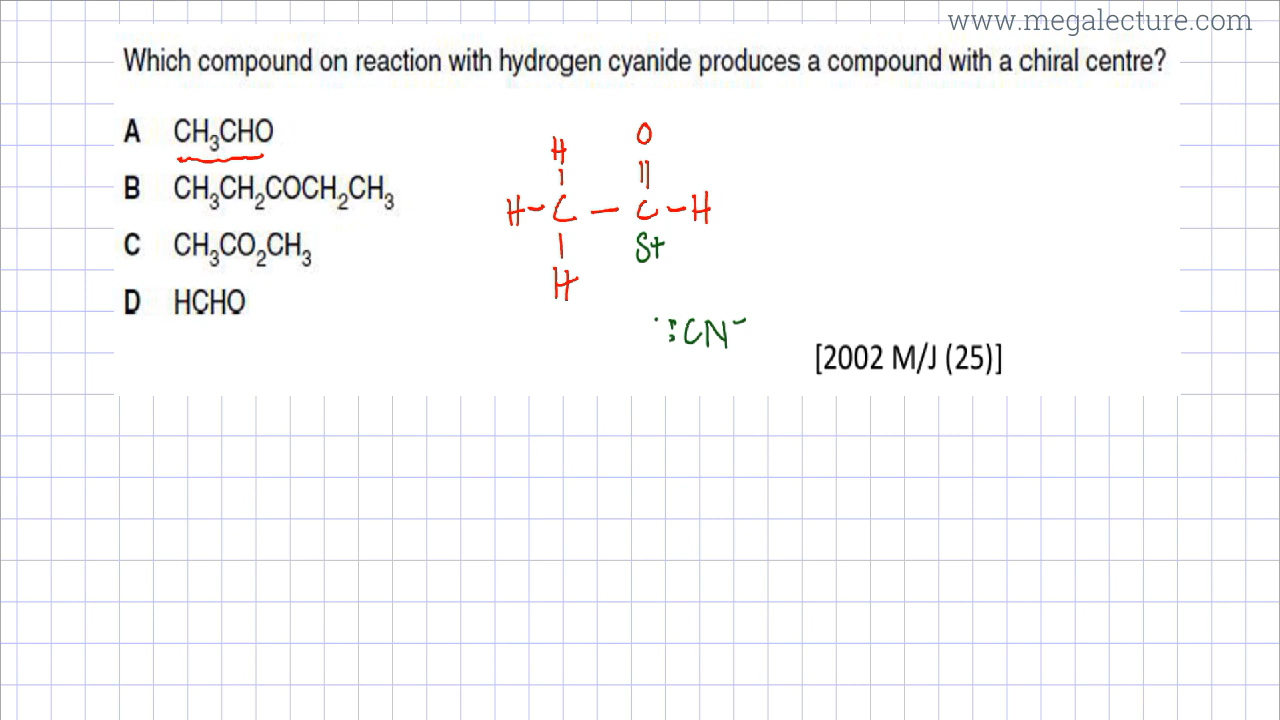 www.megalecture.com
Which compound on reaction with hydrogen cyanide produces a compound with a chiral centre?
A CH₃CHO
B CH₃CH₂COCH₂CH₃
C CH₃CO₂CH₃
D HCHO
H O
||
H-C — C-H
δ+
H
:CN⁻
[2002 M/J (25)]